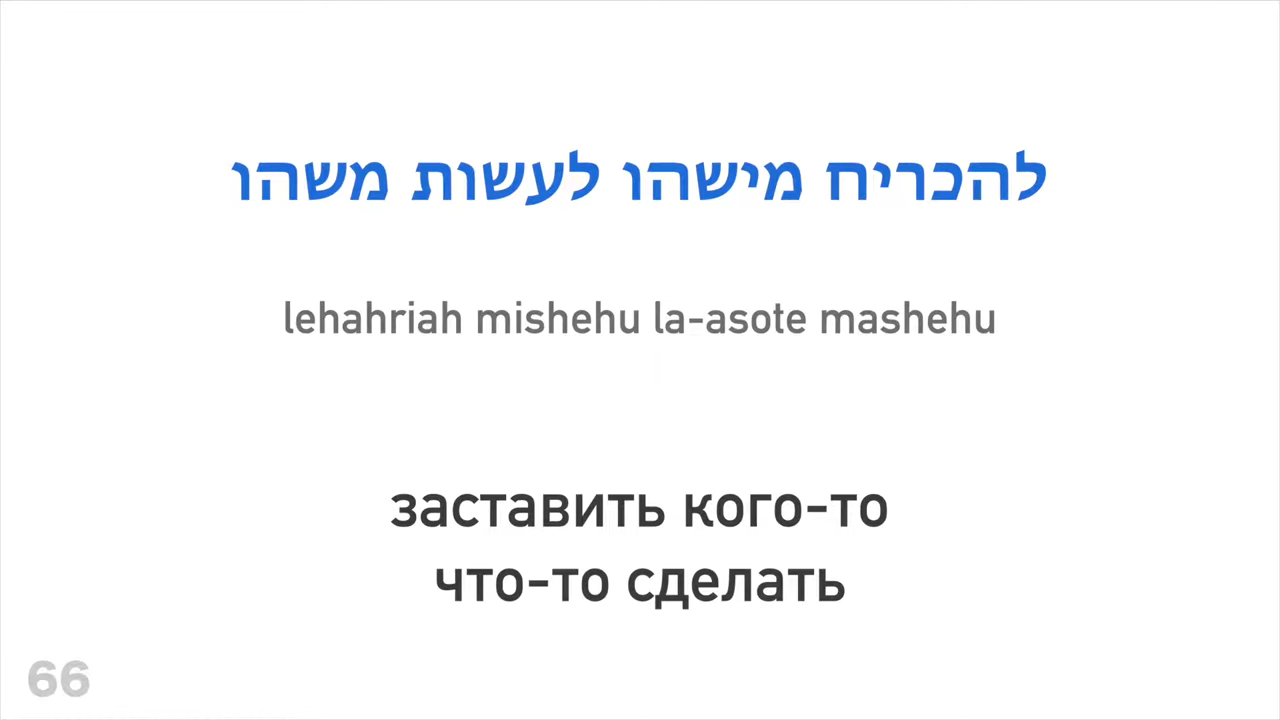 להכריח מישהו לעשות משהו
lehahriah mishehu la-asote mashehu
заставить кого-то
что-то сделать
66